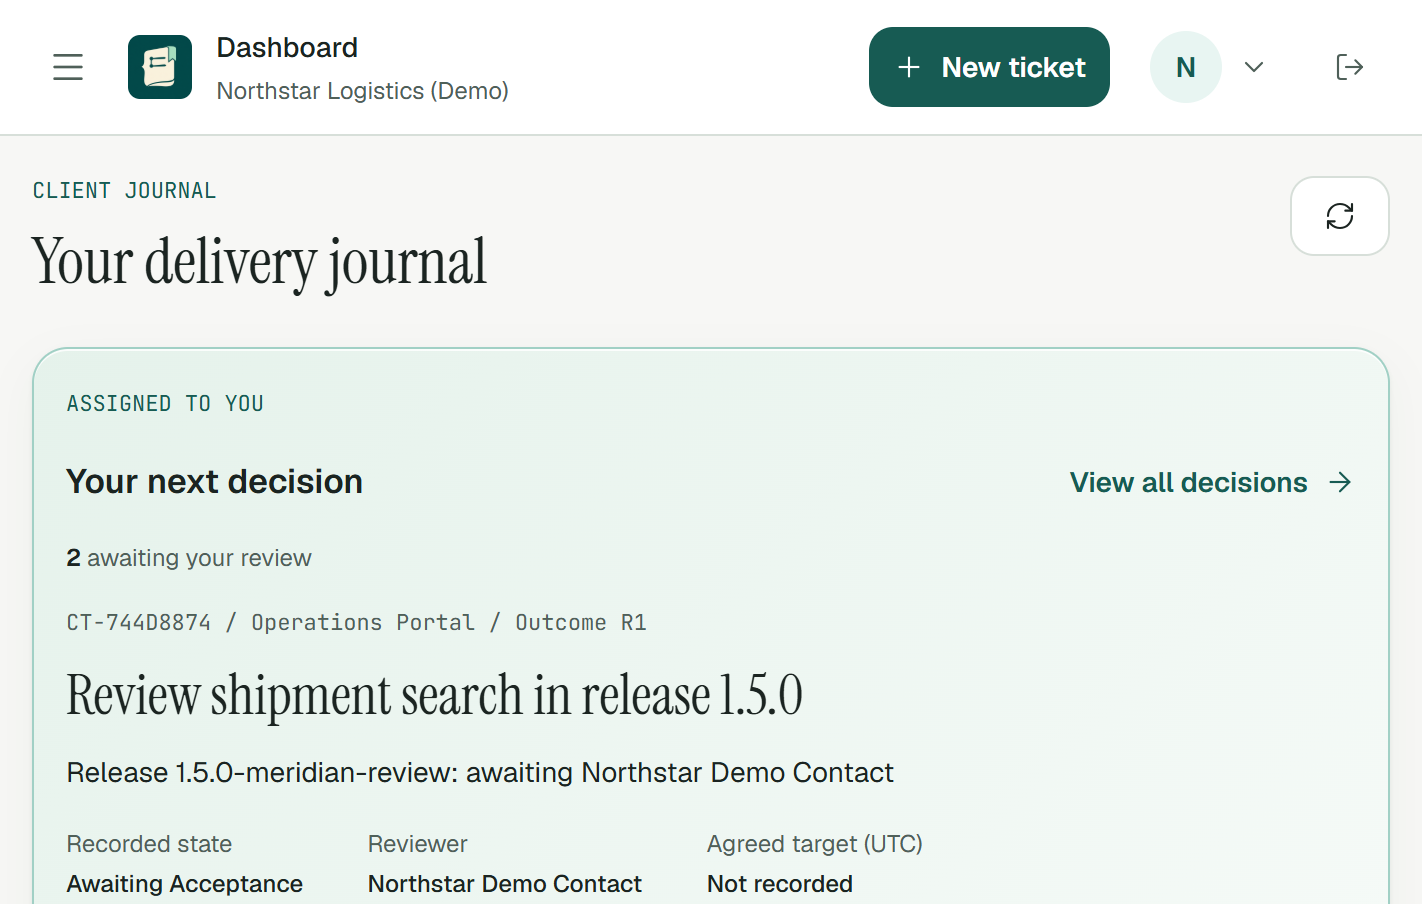 Dashboard
Northstar Logistics (Demo)
New ticket
N
CLIENT JOURNAL
Your delivery journal
ASSIGNED TO YOU
Your next decision
View all decisions
2 awaiting your review
CT-744D8874 / Operations Portal / Outcome R1
Review shipment search in release 1.5.0
Release 1.5.0-meridian-review: awaiting Northstar Demo Contact
Recorded state
Reviewer
Agreed target (UTC)
Awaiting Acceptance
Northstar Demo Contact
Not recorded